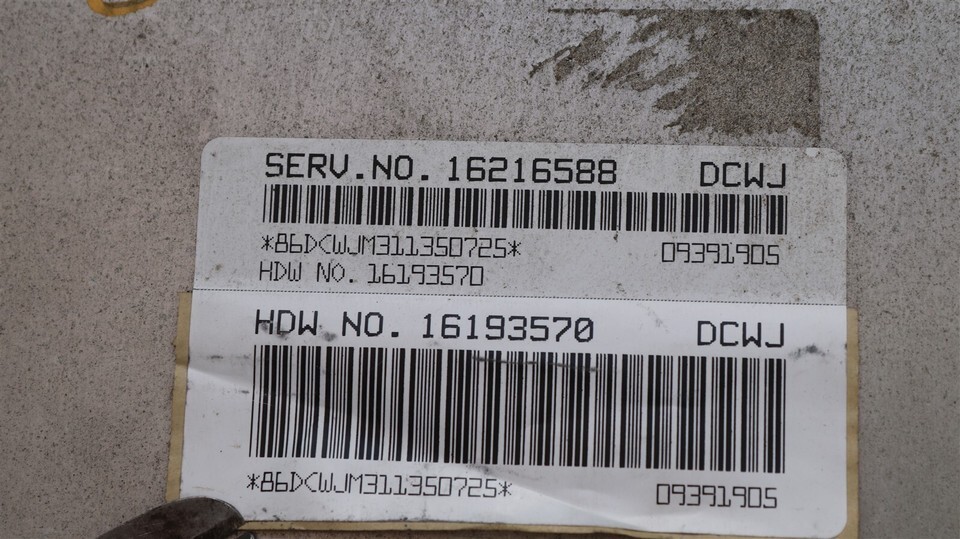 SERV.NO. 16216588 DCWJ
*86DCWJM311350725* 09391905
HDW NO. 16193570
HDW NO. 16193570 DCWJ
*86DCWJM311350725* 09391905